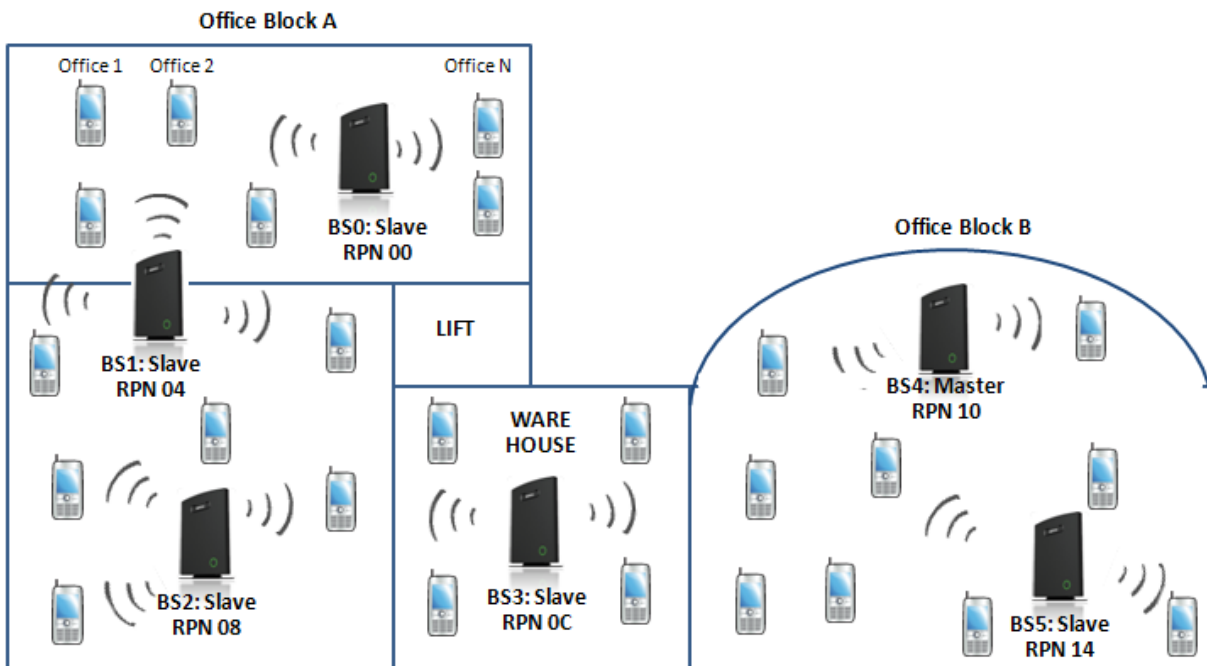 Office Block A
Office 1
Office 2
Office N
BS0: Slave
RPN 00
Office Block B
LIFT
BS1: Slave
RPN 04
BS4: Master
RPN 10
WARE
HOUSE
BS2: Slave
RPN 08
BS3: Slave
RPN 0C
BS5: Slave
RPN 14